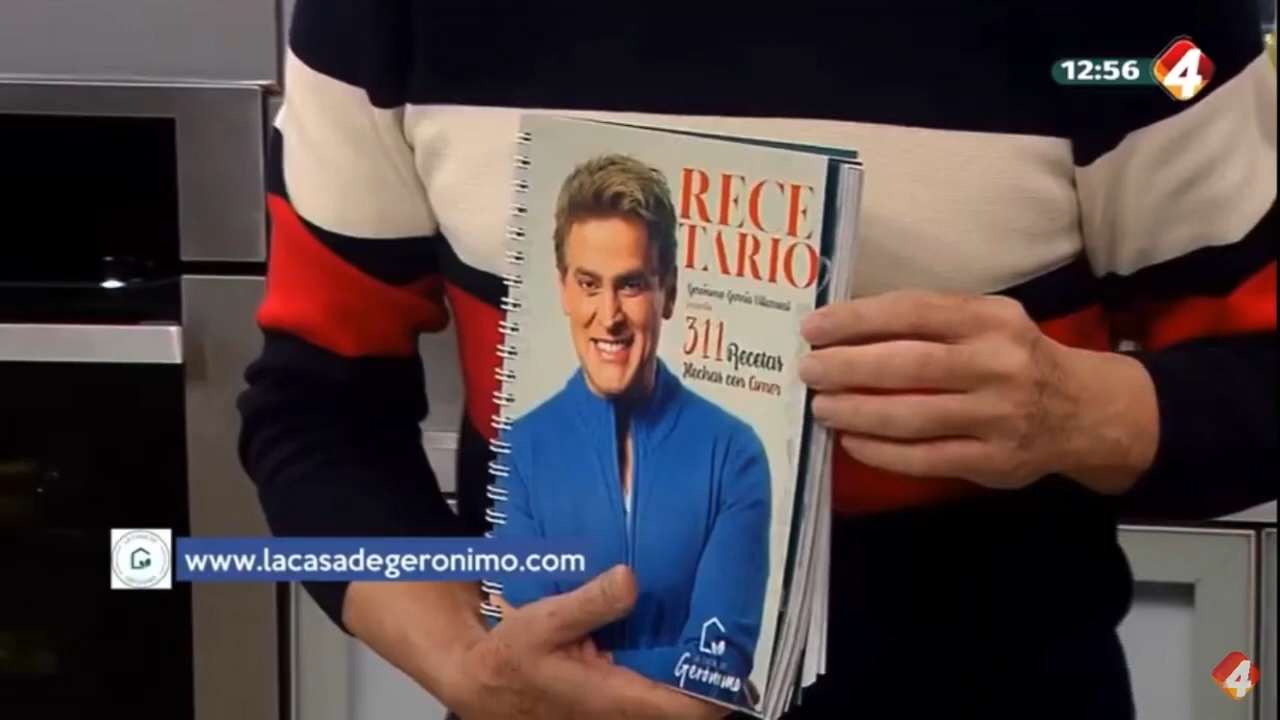 12:56
4
RECE
TARIO
Gerónimo García Villarreal
presenta
311 Recetas
Hechas con Amor
www.lacasadegeronimo.com
LA CASA DE
Gerónimo
4